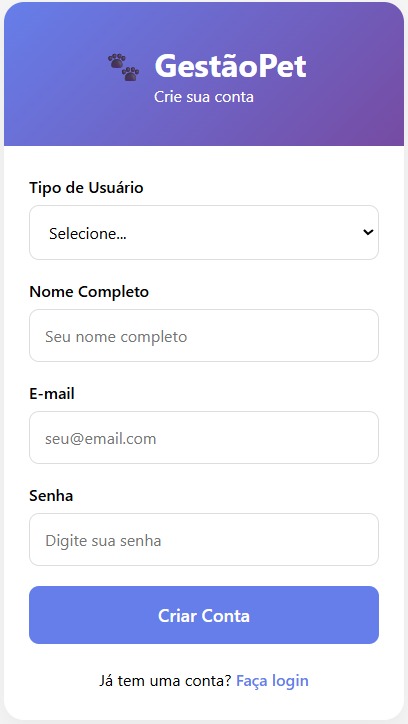 GestãoPet
Crie sua conta
Tipo de Usuário
Selecione...
Nome Completo
Seu nome completo
E-mail
seu@email.com
Senha
Digite sua senha
Criar Conta
Já tem uma conta? Faça login